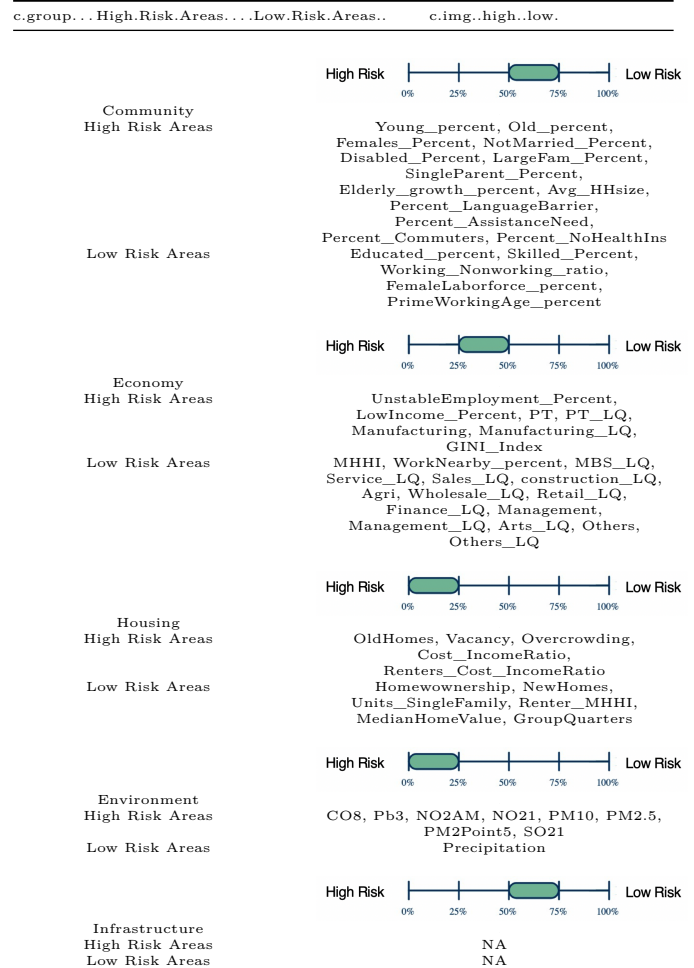 c.group...High.Risk.Areas....Low.Risk.Areas.. c.img..high..low.
High Risk Low Risk
0% 25% 50% 75% 100%
Community
High Risk Areas Young_percent, Old_percent,
Females_Percent, NotMarried_Percent,
Disabled_Percent, LargeFam_Percent,
SingleParent_Percent,
Elderly_growth_percent, Avg_HHsize,
Percent_LanguageBarrier,
Percent_AssistanceNeed,
Percent_Commuters, Percent_NoHealthIns
Low Risk Areas Educated_percent, Skilled_Percent,
Working_Nonworking_ratio,
FemaleLaborforce_percent,
PrimeWorkingAge_percent
High Risk Low Risk
0% 25% 50% 75% 100%
Economy
High Risk Areas UnstableEmployment_Percent,
LowIncome_Percent, PT, PT_LQ,
Manufacturing, Manufacturing_LQ,
GINI_Index
Low Risk Areas MHHI, WorkNearby_percent, MBS_LQ,
Service_LQ, Sales_LQ, construction_LQ,
Agri, Wholesale_LQ, Retail_LQ,
Finance_LQ, Management,
Management_LQ, Arts_LQ, Others,
Others_LQ
High Risk Low Risk
0% 25% 50% 75% 100%
Housing
High Risk Areas OldHomes, Vacancy, Overcrowding,
Cost_IncomeRatio,
Renters_Cost_IncomeRatio
Low Risk Areas Homewownership, NewHomes,
Units_SingleFamily, Renter_MHHI,
MedianHomeValue, GroupQuarters
High Risk Low Risk
0% 25% 50% 75% 100%
Environment
High Risk Areas CO8, Pb3, NO2AM, NO21, PM10, PM2.5,
PM2Point5, SO21
Low Risk Areas Precipitation
High Risk Low Risk
0% 25% 50% 75% 100%
Infrastructure
High Risk Areas NA
Low Risk Areas NA